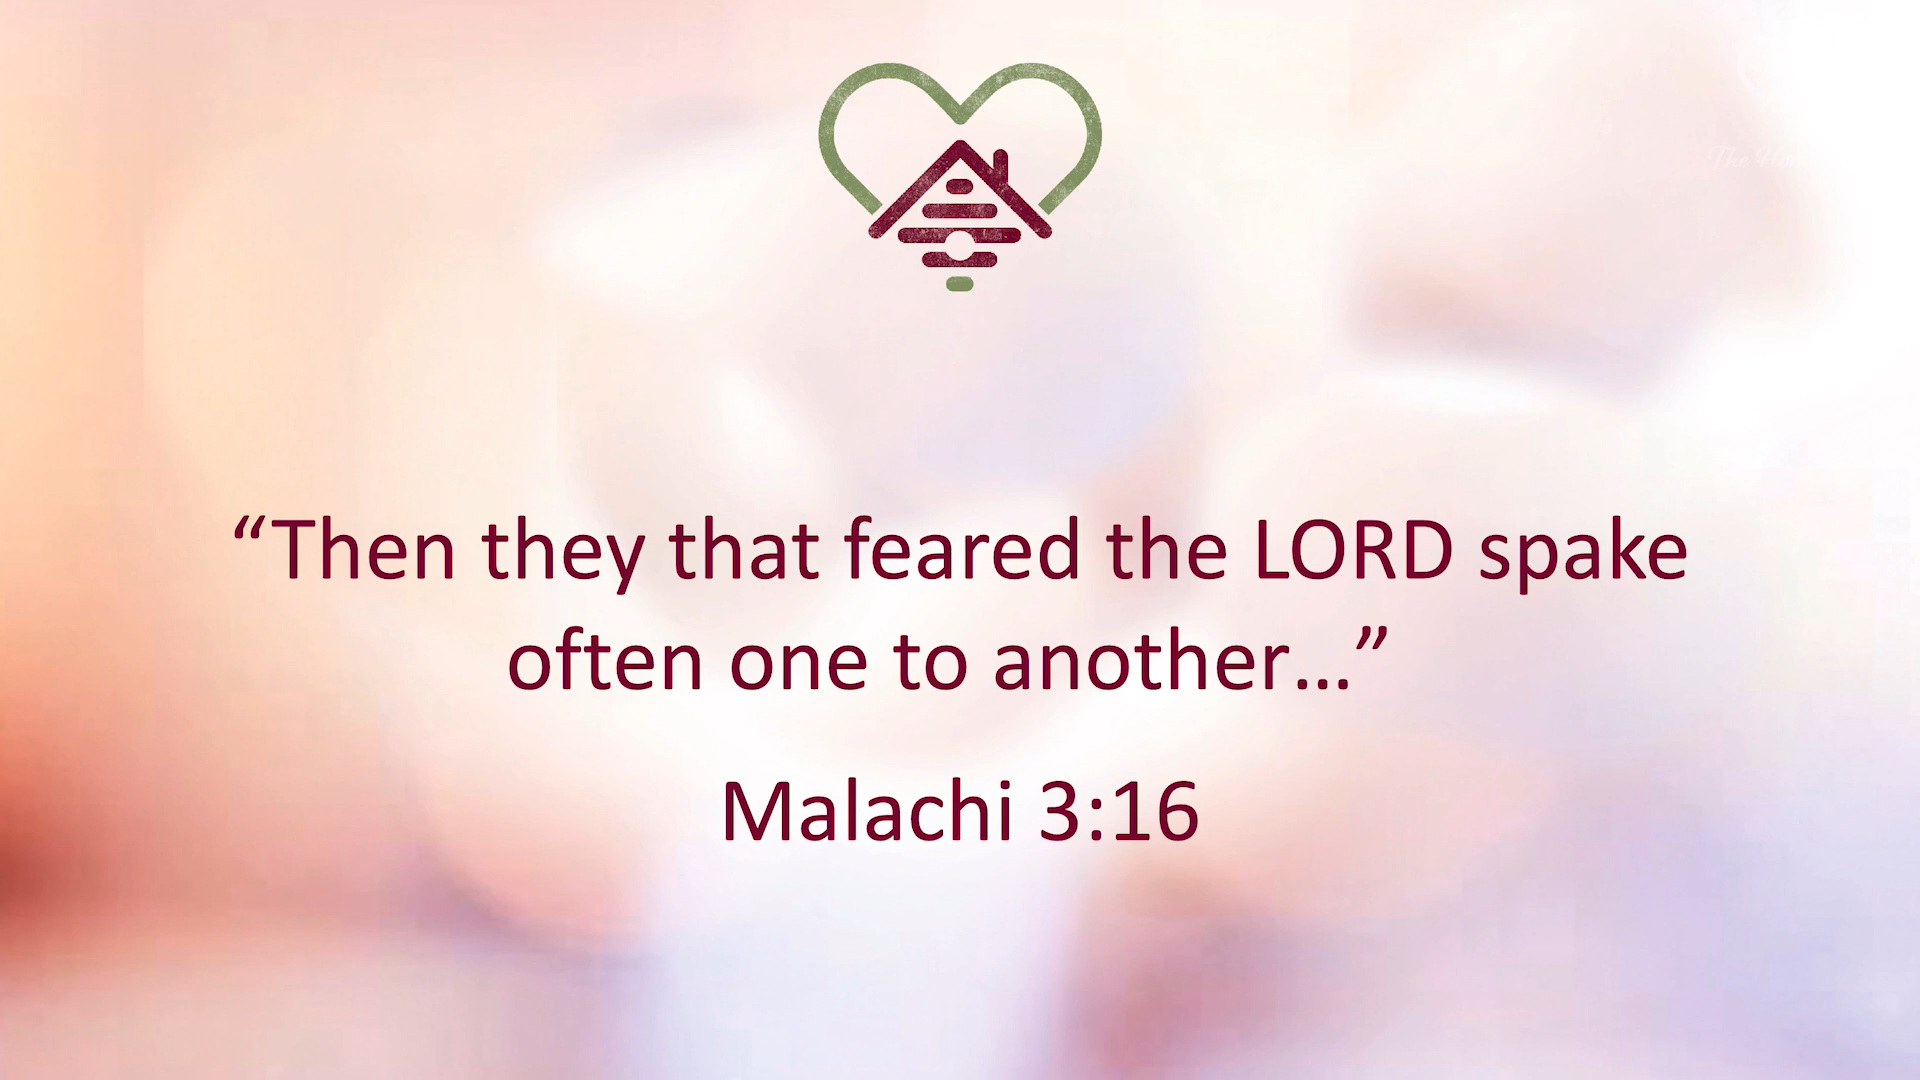 “Then they that feared the LORD spake
often one to another…”
Malachi 3:16